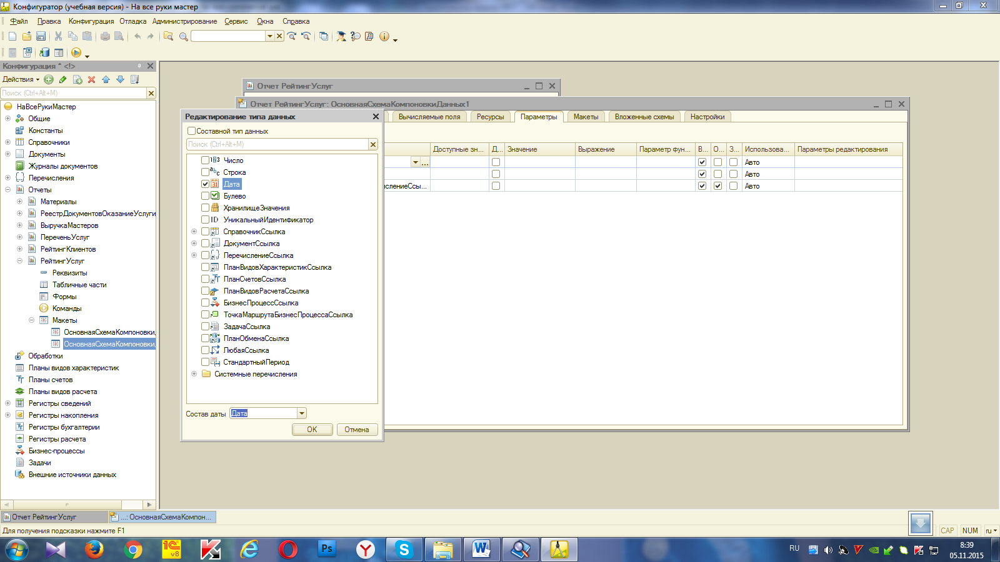 Конфигуратор (учебная версия) - На все руки мастер
Файл Правка Конфигурация Отладка Администрирование Сервис Окна Справка
Конфигурация * <!>
Действия
Поиск (Ctrl+Alt+M)
НаВсеРукиМастер
Общие
Константы
Справочники
Документы
Журналы документов
Перечисления
Отчеты
Материалы
РеестрДокументовОказаниеУслуги
ВыручкаМастеров
ПереченьУслуг
РейтингКлиентов
РейтингУслуг
Реквизиты
Табличные части
Формы
Команды
Макеты
ОсновнаяСхемаКомпоновки
ОсновнаяСхемаКомпоновки
Обработки
Планы видов характеристик
Планы счетов
Планы видов расчета
Регистры сведений
Регистры накопления
Регистры бухгалтерии
Регистры расчета
Бизнес-процессы
Задачи
Внешние источники данных
Отчет РейтингУслуг
Отчет РейтингУслуг: ОсновнаяСхемаКомпоновкиДанных1
Вычисляемые поля Ресурсы Параметры Макеты Вложенные схемы Настройки
Доступные зн... Д... Значение Выражение Параметр фун... В... О... З... Использова... Параметры редактирования
... Авто
Авто
слениеСсы... Авто
Редактирование типа данных
Составной тип данных
Поиск (Ctrl+Alt+M)
Число
Строка
31 Дата
Булево
ХранилищеЗначения
ID УникальныйИдентификатор
СправочникСсылка
ДокументСсылка
ПеречислениеСсылка
ПланВидовХарактеристикСсылка
ПланСчетовСсылка
ПланВидовРасчетаСсылка
БизнесПроцессСсылка
ТочкаМаршрутаБизнесПроцессаСсылка
ЗадачаСсылка
ПланОбменаСсылка
ЛюбаяСсылка
СтандартныйПериод
Системные перечисления
Состав даты Дата
OK Отмена
Отчет РейтингУслуг ...: ОсновнаяСхемаКомпон...
Для получения подсказки нажмите F1 CAP NUM ru
RU 8:39
05.11.2015